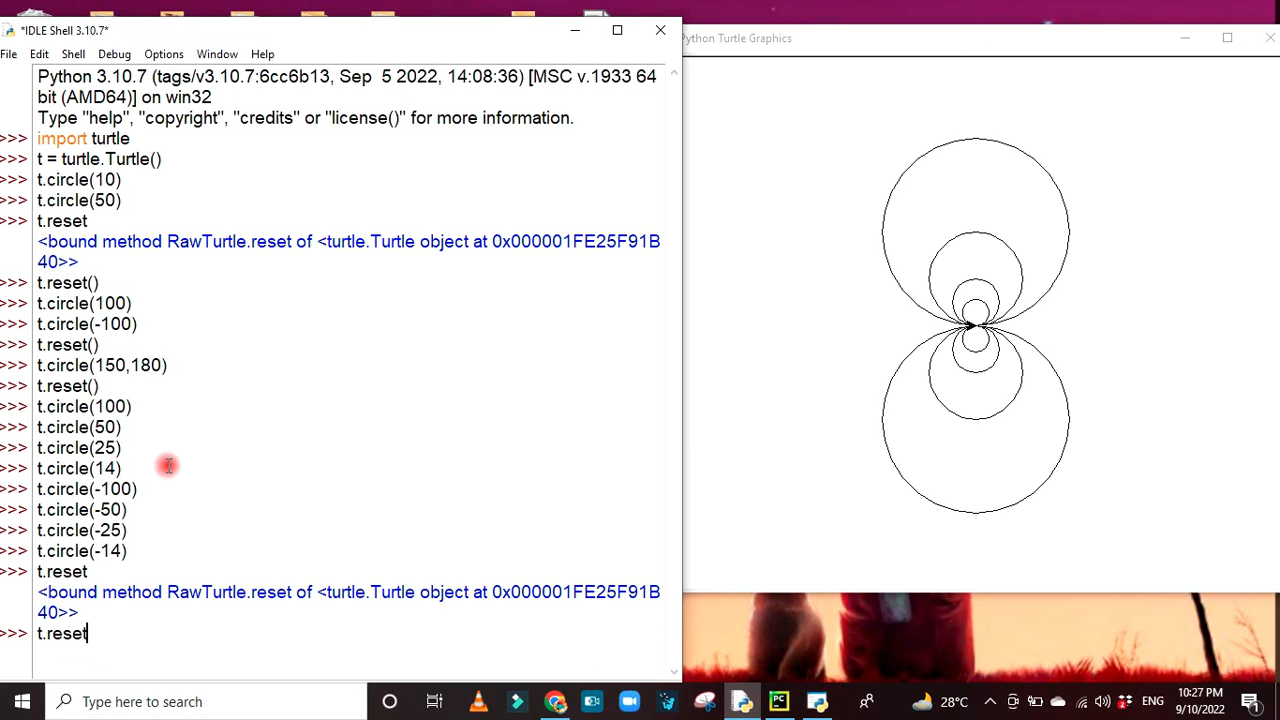 *IDLE Shell 3.10.7*
File Edit Shell Debug Options Window Help
Python 3.10.7 (tags/v3.10.7:6cc6b13, Sep 5 2022, 14:08:36) [MSC v.1933 64
bit (AMD64)] on win32
Type "help", "copyright", "credits" or "license()" for more information.
>>> import turtle
>>> t = turtle.Turtle()
>>> t.circle(10)
>>> t.circle(50)
>>> t.reset
<bound method RawTurtle.reset of <turtle.Turtle object at 0x000001FE25F91B
40>>
>>> t.reset()
>>> t.circle(100)
>>> t.circle(-100)
>>> t.reset()
>>> t.circle(150,180)
>>> t.reset()
>>> t.circle(100)
>>> t.circle(50)
>>> t.circle(25)
>>> t.circle(14)
>>> t.circle(-100)
>>> t.circle(-50)
>>> t.circle(-25)
>>> t.circle(-14)
>>> t.reset
<bound method RawTurtle.reset of <turtle.Turtle object at 0x000001FE25F91B
40>>
>>> t.reset
Python Turtle Graphics
Type here to search
28°C
ENG
10:27 PM
9/10/2022